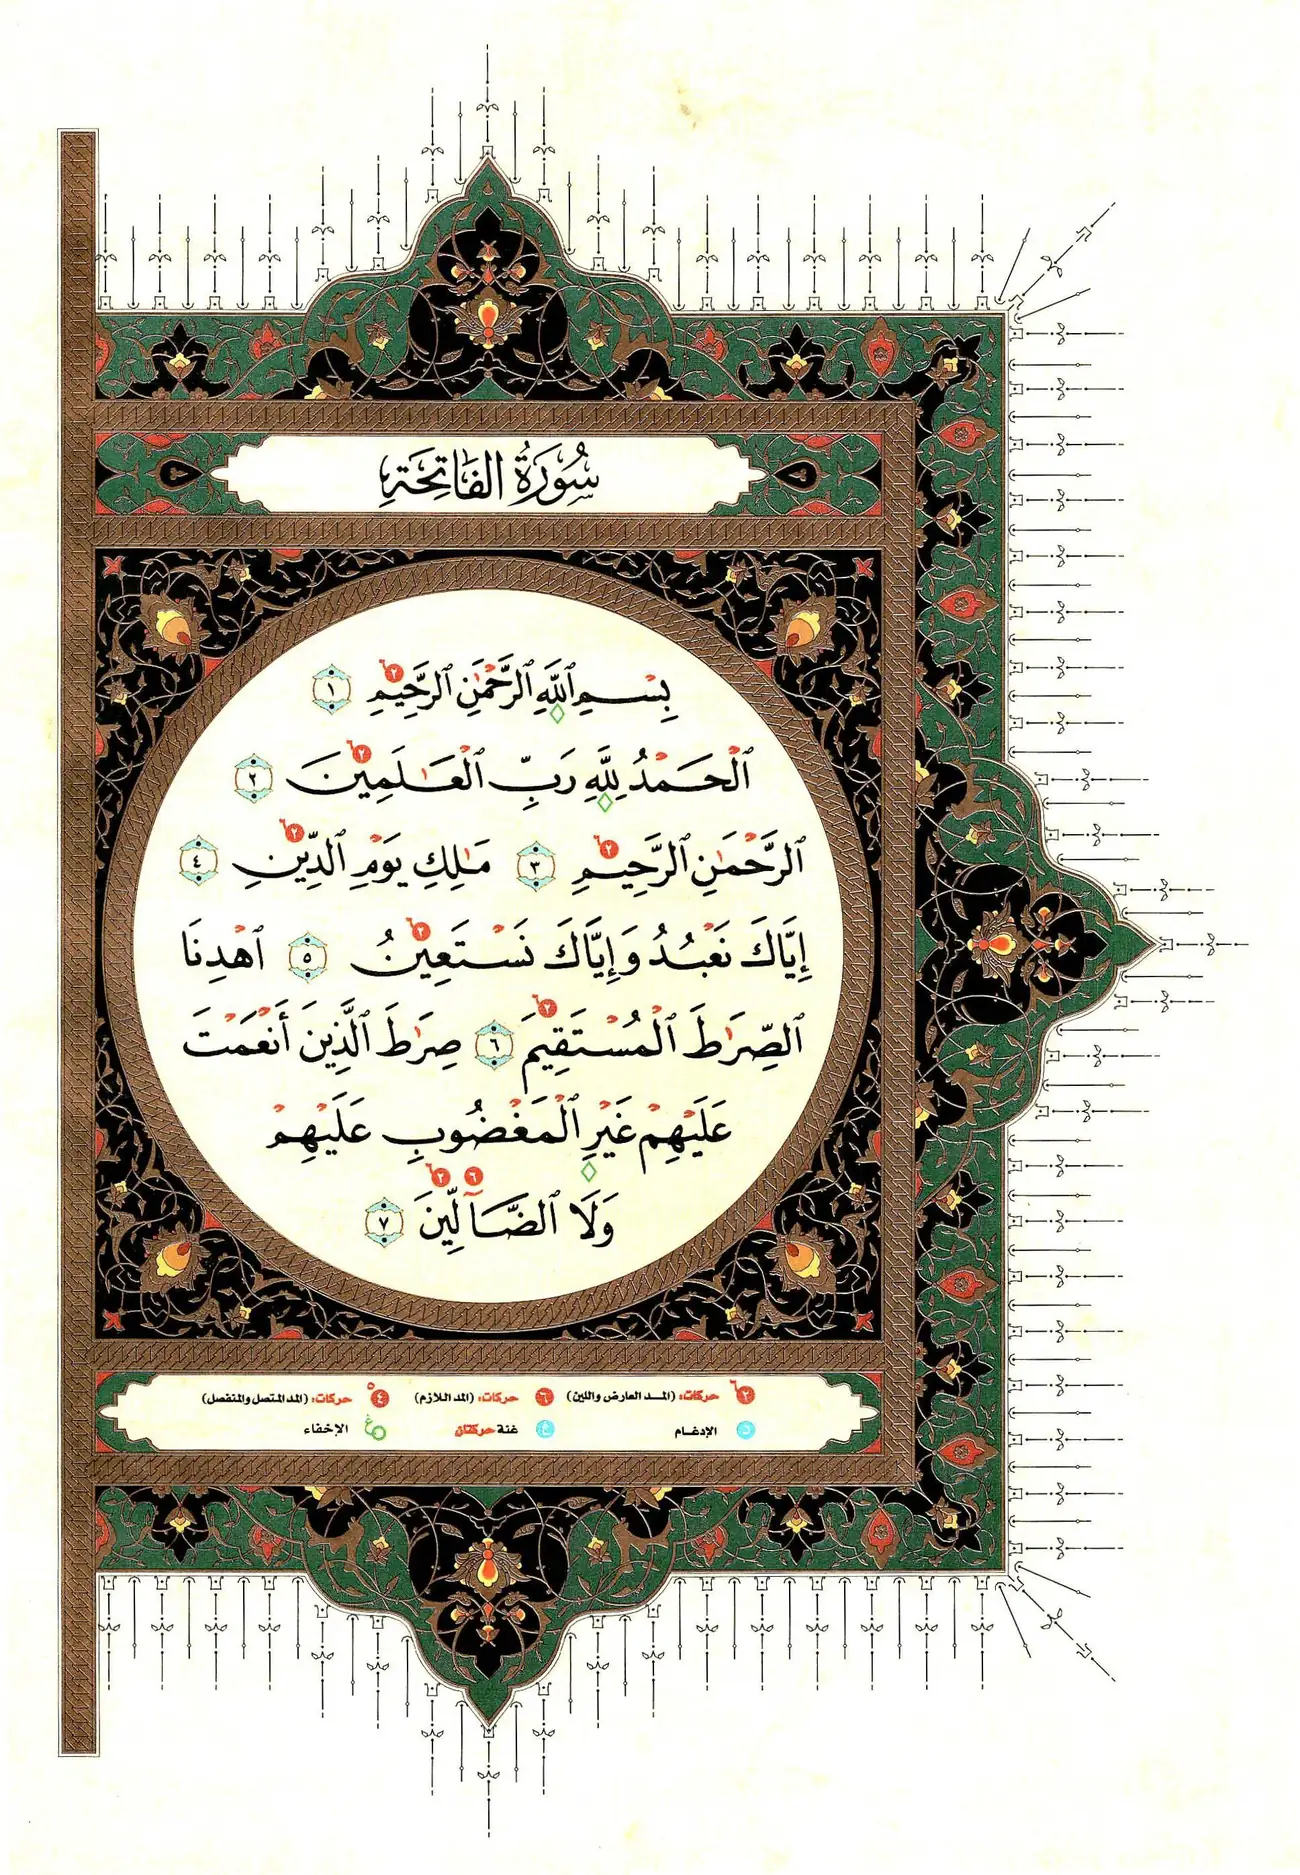 سُورَةُ الفَاتِحَةِ
بِسْمِ ٱللَّهِ ٱلرَّحْمَٰنِ ٱلرَّحِيمِ ١
ٱلْحَمْدُ لِلَّهِ رَبِّ ٱلْعَٰلَمِينَ ٢
ٱلرَّحْمَٰنِ ٱلرَّحِيمِ ٣ مَٰلِكِ يَوْمِ ٱلدِّينِ ٤
إِيَّاكَ نَعْبُدُ وَإِيَّاكَ نَسْتَعِينُ ٥ ٱهْدِنَا
ٱلصِّرَٰطَ ٱلْمُسْتَقِيمَ ٦ صِرَٰطَ ٱلَّذِينَ أَنْعَمْتَ
عَلَيْهِمْ غَيْرِ ٱلْمَغْضُوبِ عَلَيْهِمْ
وَلَا ٱلضَّآلِّينَ ٧
٢ ٦ حركات: (المد العارض واللين) ٦ حركات: (المد اللازم) ٤ ٥ حركات: (المد المتصل والمنفصل)
الإدغام غنة حركتان الإخفاء